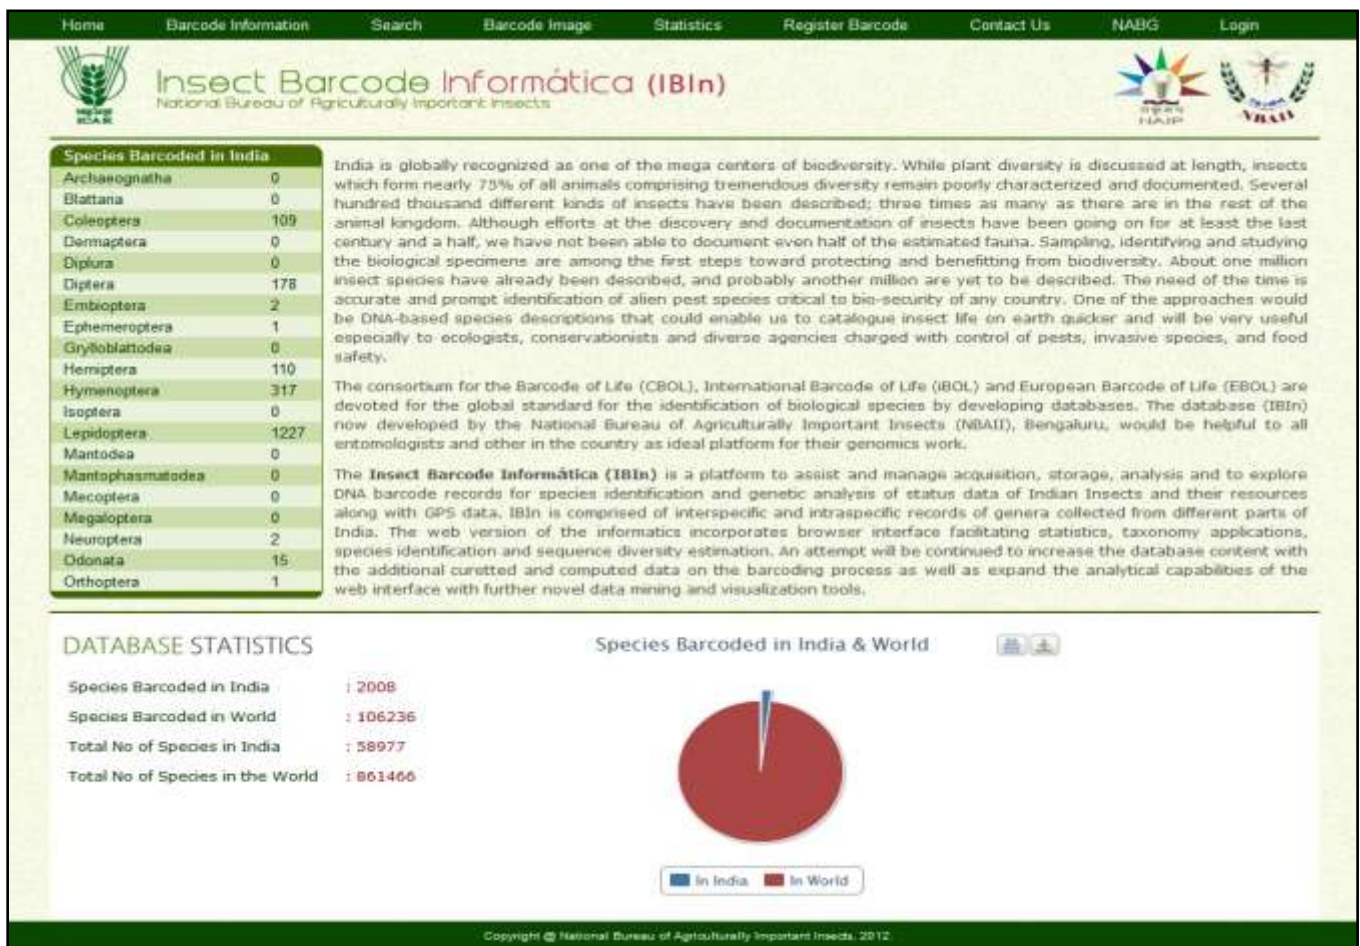 Home Barcode Information Search Barcode Image Statistics Register Barcode Contact Us NABG Login
Insect Barcode Informática (IBIn)
National Bureau of Agriculturally Important Insects
ICAR
NAIP
NBAII
Species Barcoded in India
Archaeognatha 0
Blattana 0
Coleoptera 109
Dermaptera 0
Diplura 0
Diptera 178
Embioptera 2
Ephemeroptera 1
Grylloblattodea 0
Hemiptera 110
Hymenoptera 317
Isoptera 0
Lepidoptera 1227
Mantodea 0
Mantophasmatodea 0
Mecoptera 0
Megaloptera 0
Neuroptera 2
Odonata 15
Orthoptera 1
India is globally recognized as one of the mega centers of biodiversity. While plant diversity is discussed at length, insects
which form nearly 75% of all animals comprising tremendous diversity remain poorly characterized and documented. Several
hundred thousand different kinds of insects have been described; three times as many as there are in the rest of the
animal kingdom. Although efforts at the discovery and documentation of insects have been going on for at least the last
century and a half, we have not been able to document even half of the estimated fauna. Sampling, identifying and studying
the biological specimens are among the first steps toward protecting and benefitting from biodiversity. About one million
insect species have already been described, and probably another million are yet to be described. The need of the time is
accurate and prompt identification of alien pest species critical to bio-security of any country. One of the approaches would
be DNA-based species descriptions that could enable us to catalogue insect life on earth quicker and will be very useful
especially to ecologists, conservationists and diverse agencies charged with control of pests, invasive species, and food
safety.
The consortium for the Barcode of Life (CBOL), International Barcode of Life (iBOL) and European Barcode of Life (EBOL) are
devoted for the global standard for the identification of biological species by developing databases. The database (IBIn)
now developed by the National Bureau of Agriculturally Important Insects (NBAII), Bengaluru, would be helpful to all
entomologists and other in the country as ideal platform for their genomics work.
The Insect Barcode Informática (IBIn) is a platform to assist and manage acquisition, storage, analysis and to explore
DNA barcode records for species identification and genetic analysis of status data of Indian Insects and their resources
along with GPS data. IBIn is comprised of interspecific and intraspecific records of genera collected from different parts of
India. The web version of the informatics incorporates browser interface facilitating statistics, taxonomy applications,
species identification and sequence diversity estimation. An attempt will be continued to increase the database content with
the additional curetted and computed data on the barcoding process as well as expand the analytical capabilities of the
web interface with further novel data mining and visualization tools.
DATABASE STATISTICS
Species Barcoded in India : 2008
Species Barcoded in World : 106236
Total No of Species in India : 58977
Total No of Species in the World : 861466
Species Barcoded in India & World
In India In World
Copyright @ National Bureau of Agriculturally Important Insects, 2012.